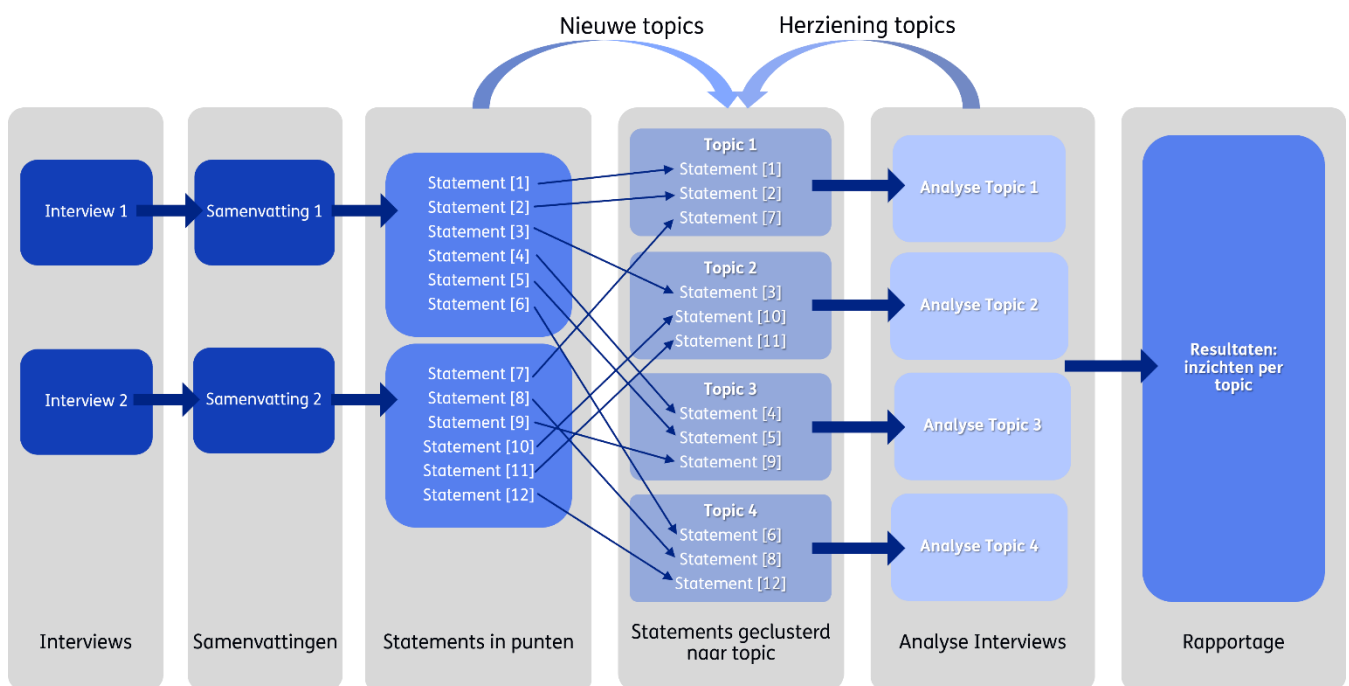 Nieuwe topics
Herziening topics
Interview 1
Interview 2
Interviews
Samenvatting 1
Samenvatting 2
Samenvattingen
Statement [1]
Statement [2]
Statement [3]
Statement [4]
Statement [5]
Statement [6]
Statement [7]
Statement [8]
Statement [9]
Statement [10]
Statement [11]
Statement [12]
Statements in punten
Topic 1
Statement [1]
Statement [2]
Statement [7]
Topic 2
Statement [3]
Statement [10]
Statement [11]
Topic 3
Statement [4]
Statement [5]
Statement [9]
Topic 4
Statement [6]
Statement [8]
Statement [12]
Statements geclusterd
naar topic
Analyse Topic 1
Analyse Topic 2
Analyse Topic 3
Analyse Topic 4
Analyse Interviews
Resultaten:
inzichten per
topic
Rapportage